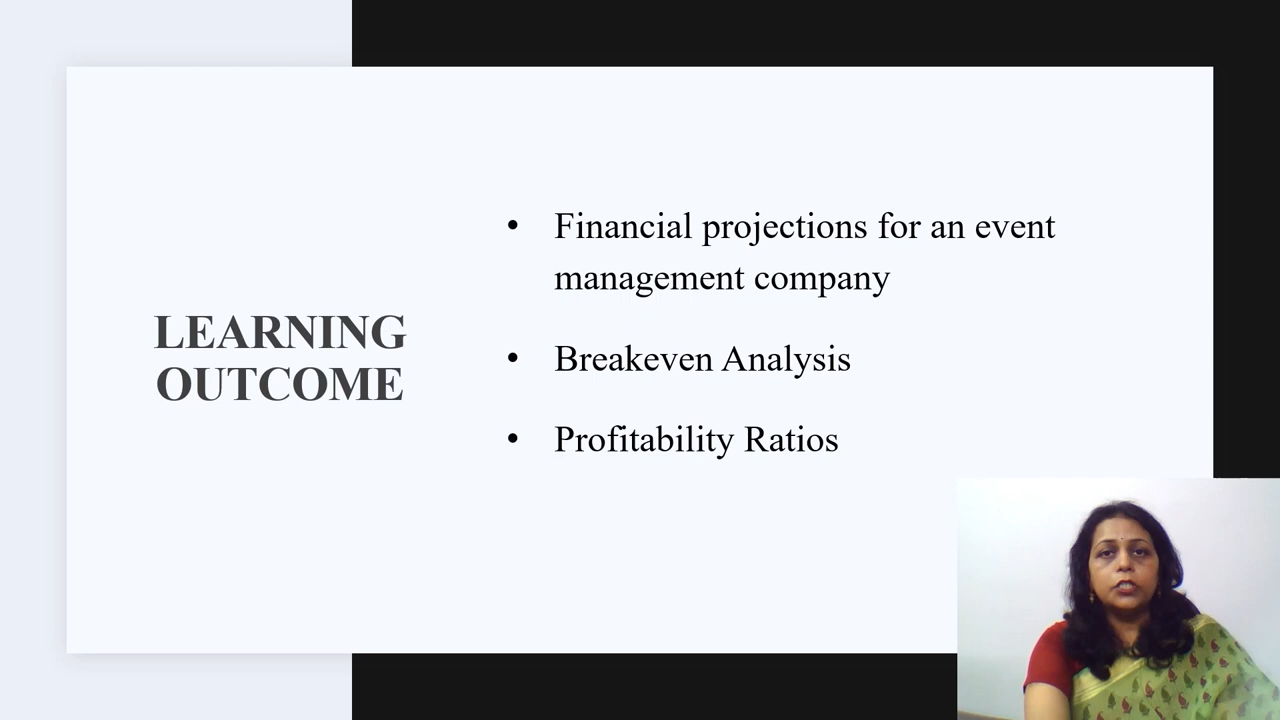 LEARNING
OUTCOME
• Financial projections for an event
management company
• Breakeven Analysis
• Profitability Ratios